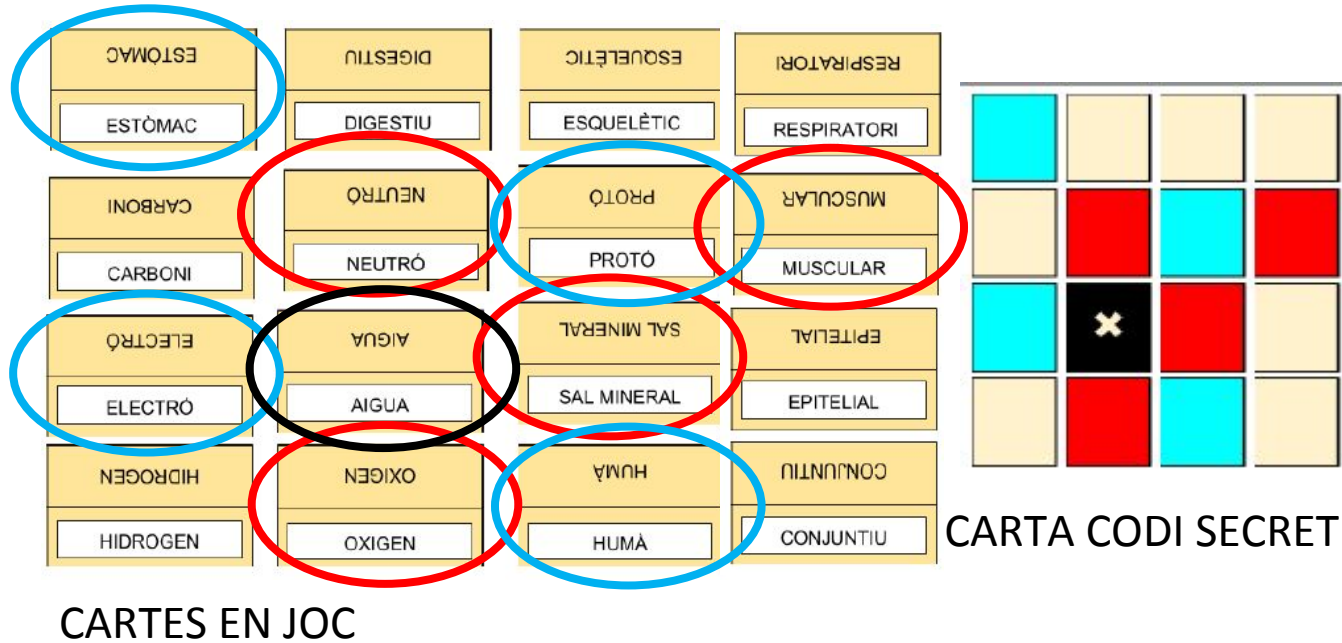 ESTÒMAC DIGESTIU ESQUELÈTIC RESPIRATORI
ESTÒMAC DIGESTIU ESQUELÈTIC RESPIRATORI
CARBONI NEUTRÓ PROTÓ MUSCULAR
CARBONI NEUTRÓ PROTÓ MUSCULAR
ELECTRÓ AIGUA SAL MINERAL EPITELIAL
ELECTRÓ AIGUA SAL MINERAL EPITELIAL
HIDROGEN OXIGEN HUMÀ CONJUNTIU
HIDROGEN OXIGEN HUMÀ CONJUNTIU
CARTA CODI SECRET
CARTES EN JOC